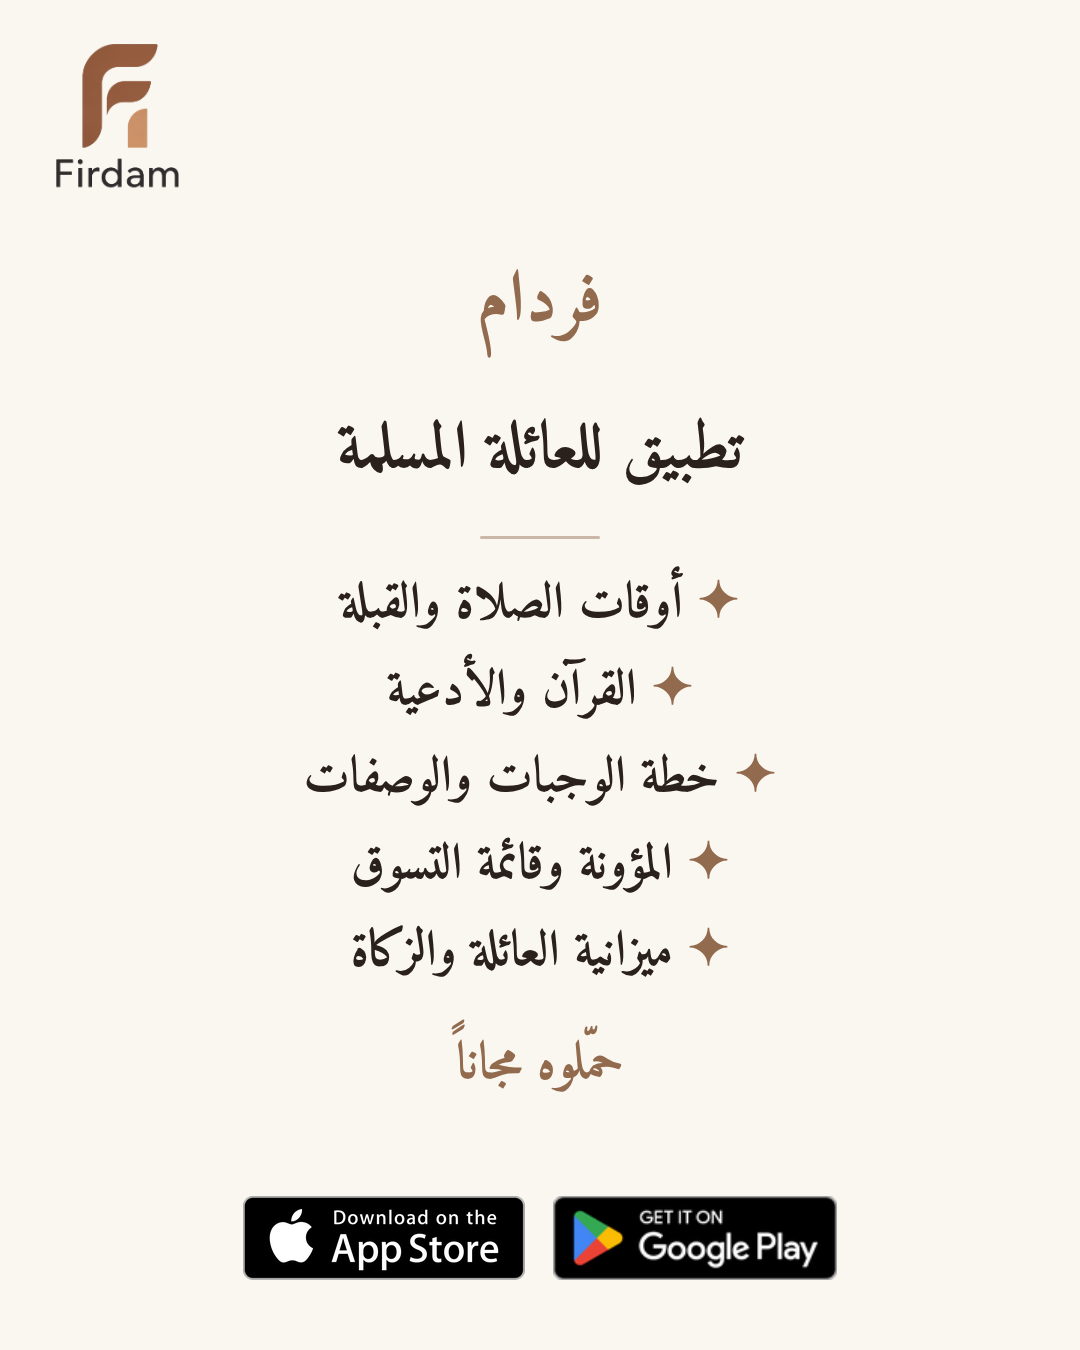 Firdam
فردام
تطبيق للعائلة المسلمة
أوقات الصلاة والقبلة
القرآن والأدعية
خطة الوجبات والوصفات
المؤونة وقائمة التسوق
ميزانية العائلة والزكاة
حمّلوه مجاناً
Download on the
App Store
GET IT ON
Google Play